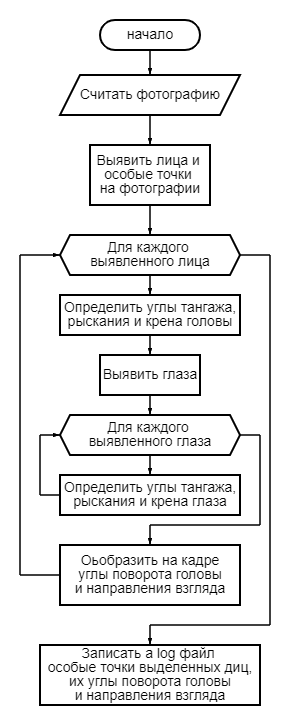 начало
Считать фотографию
Выявить лица и
особые точки
на фотографии
Для каждого
выявленного лица
Определить углы тангажа,
рыскания и крена головы
Выявить глаза
Для каждого
выявленного глаза
Определить углы тангажа,
рыскания и крена глаза
Оьобразить на кадре
углы поворота головы
и направления взгляда
Записать а log файл
особые точки выделенных диц,
их углы поворота головы
и направления взгляда